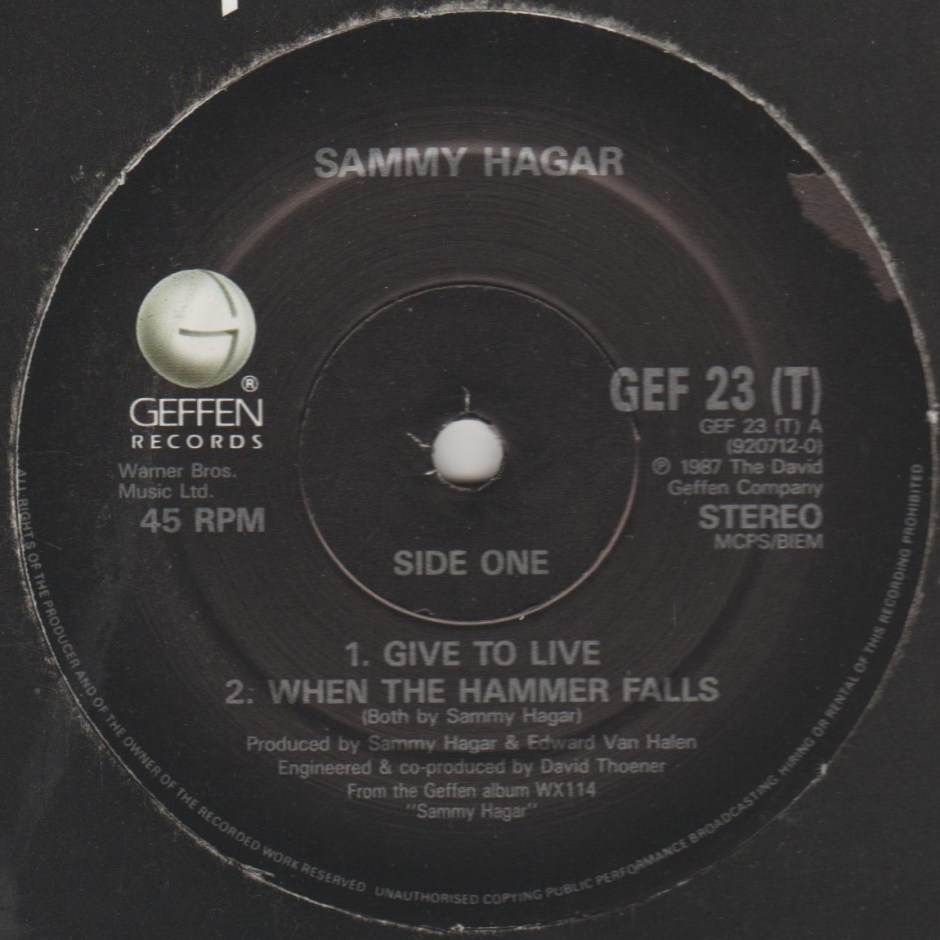 SAMMY HAGAR
®
GEFFEN
RECORDS
Warner Bros.
Music Ltd.
45 RPM
GEF 23 (T)
GEF 23 (T) A
(920712-0)
℗ 1987 The David
Geffen Company
STEREO
MCPS/BIEM
SIDE ONE
1. GIVE TO LIVE
2. WHEN THE HAMMER FALLS
(Both by Sammy Hagar)
Produced by Sammy Hagar & Edward Van Halen
Engineered & co-produced by David Thoener
From the Geffen album WX114
"Sammy Hagar"
ALL RIGHTS OF THE PRODUCER AND OF THE OWNER OF THE RECORDED WORK RESERVED UNAUTHORISED COPYING PUBLIC PERFORMANCE BROADCASTING HIRING OR RENTAL OF THIS RECORDING PROHIBITED